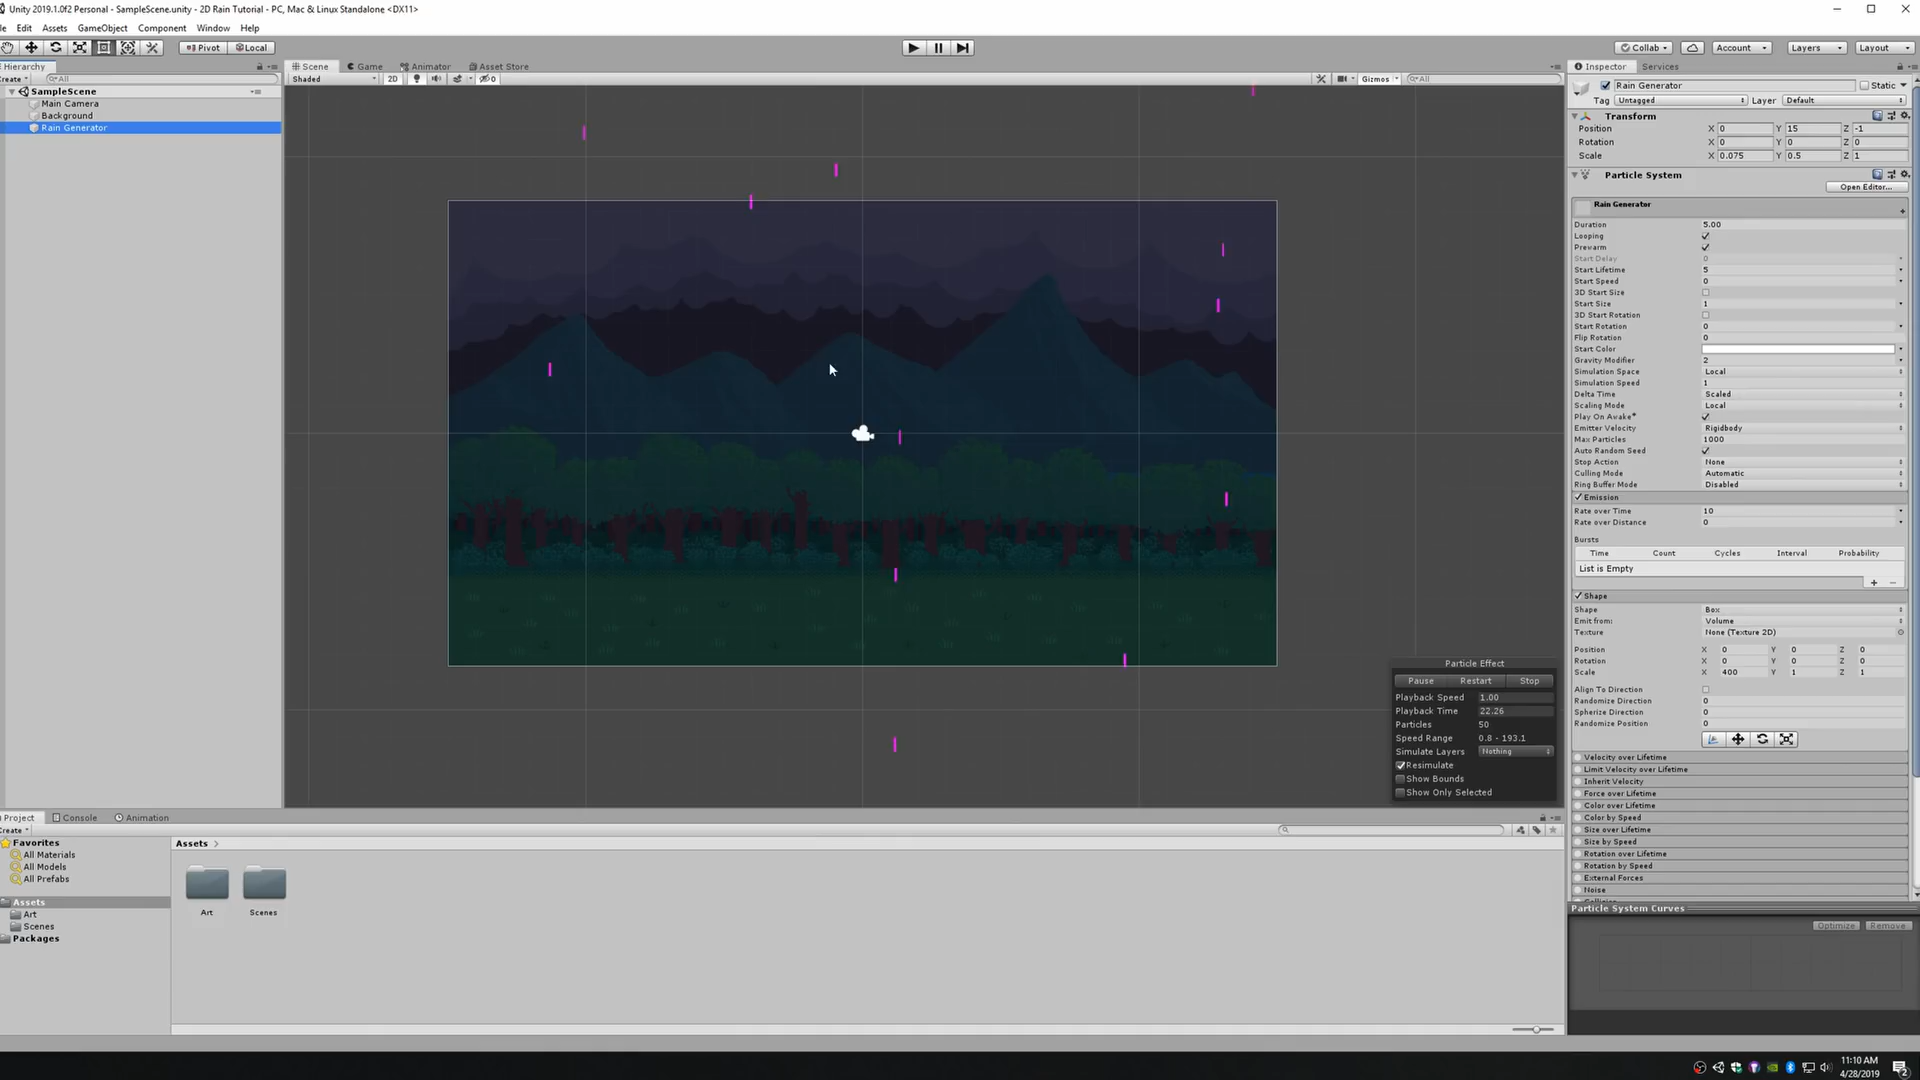 Unity 2019.1.0f2 Personal - SampleScene.unity - 2D Rain Tutorial - PC, Mac & Linux Standalone <DX11>
le Edit Assets GameObject Component Window Help
Pivot Local Collab Account Layers Layout
Hierarchy
Create All
SampleScene
Main Camera
Background
Rain Generator
Scene Game Animator Asset Store
Shaded 2D 0 Gizmos All
Particle Effect
Pause Restart Stop
Playback Speed 1.00
Playback Time 22.26
Particles 50
Speed Range 0.8 - 193.1
Simulate Layers Nothing
Resimulate
Show Bounds
Show Only Selected
Inspector Services
Rain Generator Static
Tag Untagged Layer Default
Transform
Position X 0 Y 15 Z -1
Rotation X 0 Y 0 Z 0
Scale X 0.075 Y 0.5 Z 1
Particle System
Open Editor...
Rain Generator
Duration 5.00
Looping
Prewarm
Start Delay 0
Start Lifetime 5
Start Speed 0
3D Start Size
Start Size 1
3D Start Rotation
Start Rotation 0
Flip Rotation 0
Start Color
Gravity Modifier 2
Simulation Space Local
Simulation Speed 1
Delta Time Scaled
Scaling Mode Local
Play On Awake*
Emitter Velocity Rigidbody
Max Particles 1000
Auto Random Seed
Stop Action None
Culling Mode Automatic
Ring Buffer Mode Disabled
Emission
Rate over Time 10
Rate over Distance 0
Bursts
Time Count Cycles Interval Probability
List is Empty
Shape
Shape Box
Emit from: Volume
Texture None (Texture 2D)
Position X 0 Y 0 Z 0
Rotation X 0 Y 0 Z 0
Scale X 400 Y 1 Z 1
Align To Direction
Randomize Direction 0
Spherize Direction 0
Randomize Position 0
Velocity over Lifetime
Limit Velocity over Lifetime
Inherit Velocity
Force over Lifetime
Color over Lifetime
Color by Speed
Size over Lifetime
Size by Speed
Rotation over Lifetime
Rotation by Speed
External Forces
Noise
Particle System Curves
Optimize Remove
Project Console Animation
Create
Favorites
All Materials
All Models
All Prefabs
Assets
Art
Scenes
Packages
Assets
Art Scenes
11:10 AM
4/28/2019
2